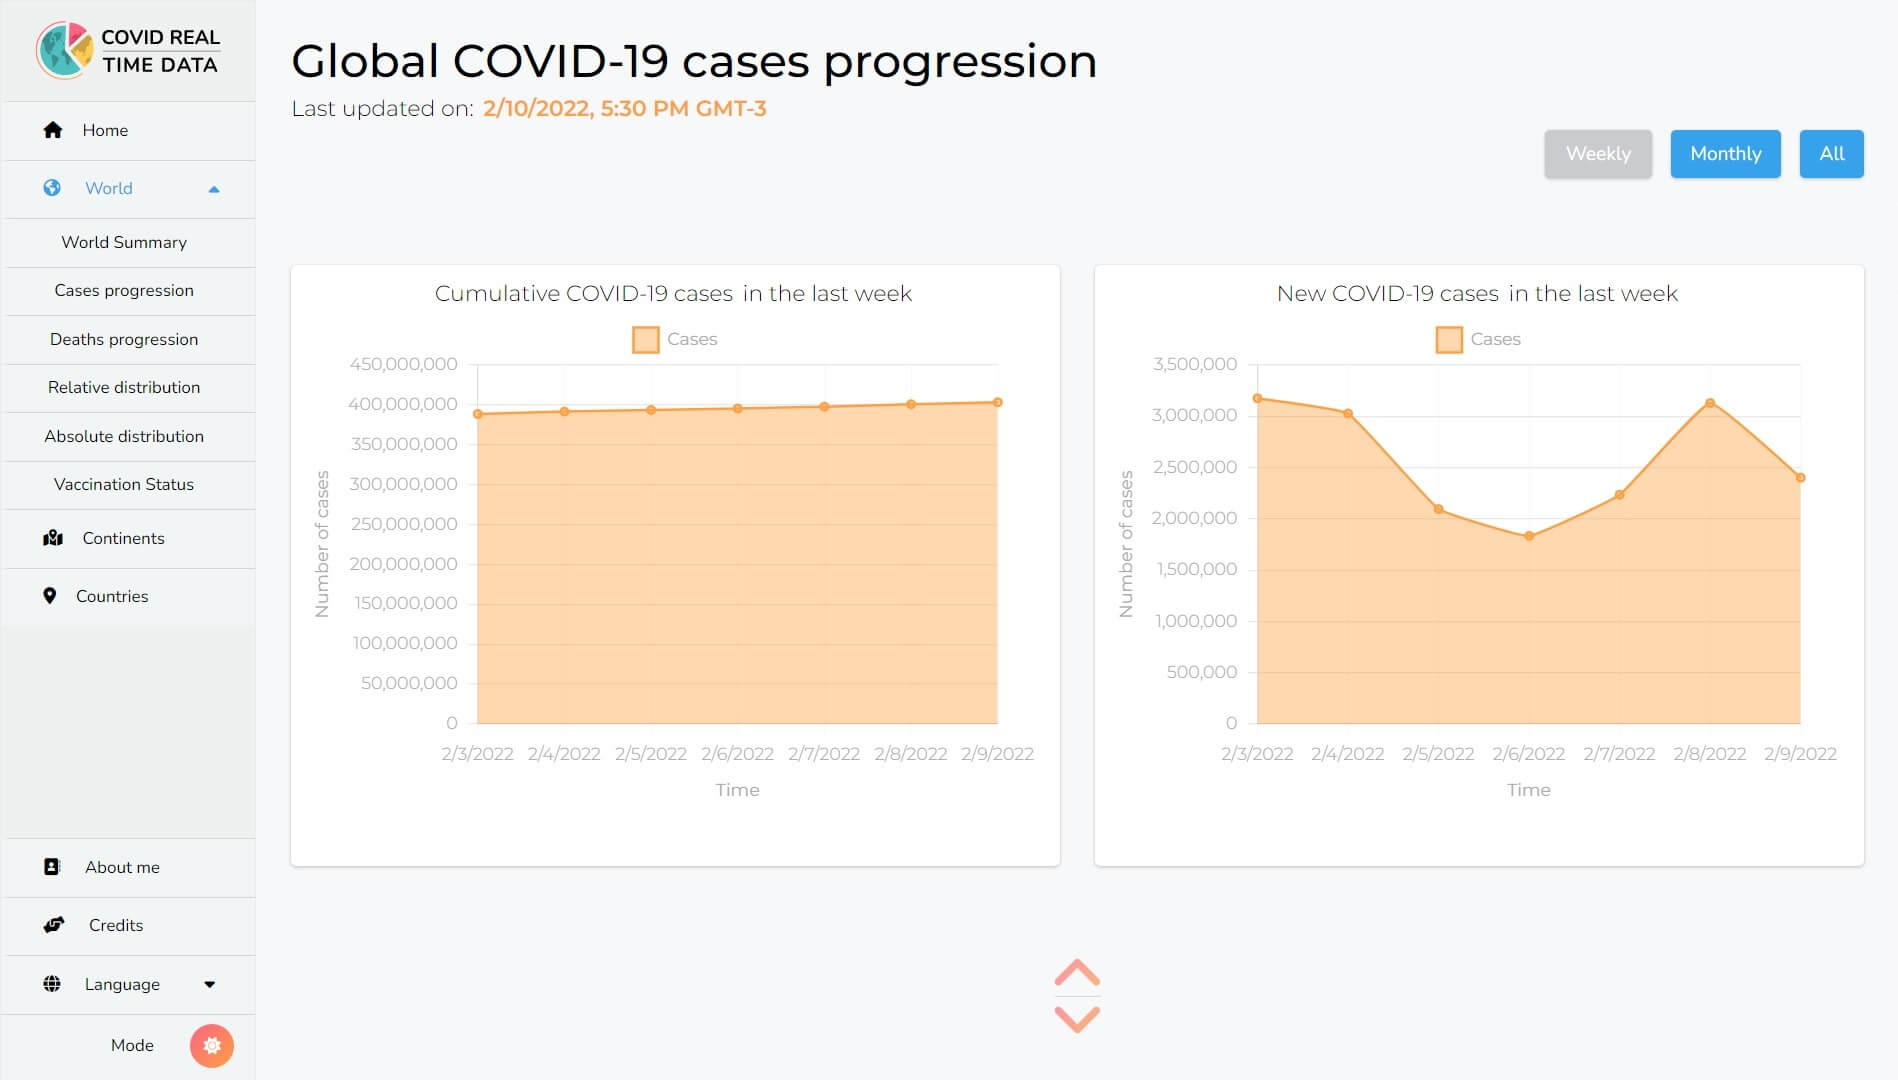 COVID REAL
TIME DATA
Home
World
World Summary
Cases progression
Deaths progression
Relative distribution
Absolute distribution
Vaccination Status
Continents
Countries
About me
Credits
Language
Mode
Global COVID-19 cases progression
Last updated on: 2/10/2022, 5:30 PM GMT-3
Weekly Monthly All
Cumulative COVID-19 cases in the last week
Cases
Number of cases
450,000,000
400,000,000
350,000,000
300,000,000
250,000,000
200,000,000
150,000,000
100,000,000
50,000,000
0
2/3/2022 2/4/2022 2/5/2022 2/6/2022 2/7/2022 2/8/2022 2/9/2022
Time
New COVID-19 cases in the last week
Cases
Number of cases
3,500,000
3,000,000
2,500,000
2,000,000
1,500,000
1,000,000
500,000
0
2/3/2022 2/4/2022 2/5/2022 2/6/2022 2/7/2022 2/8/2022 2/9/2022
Time